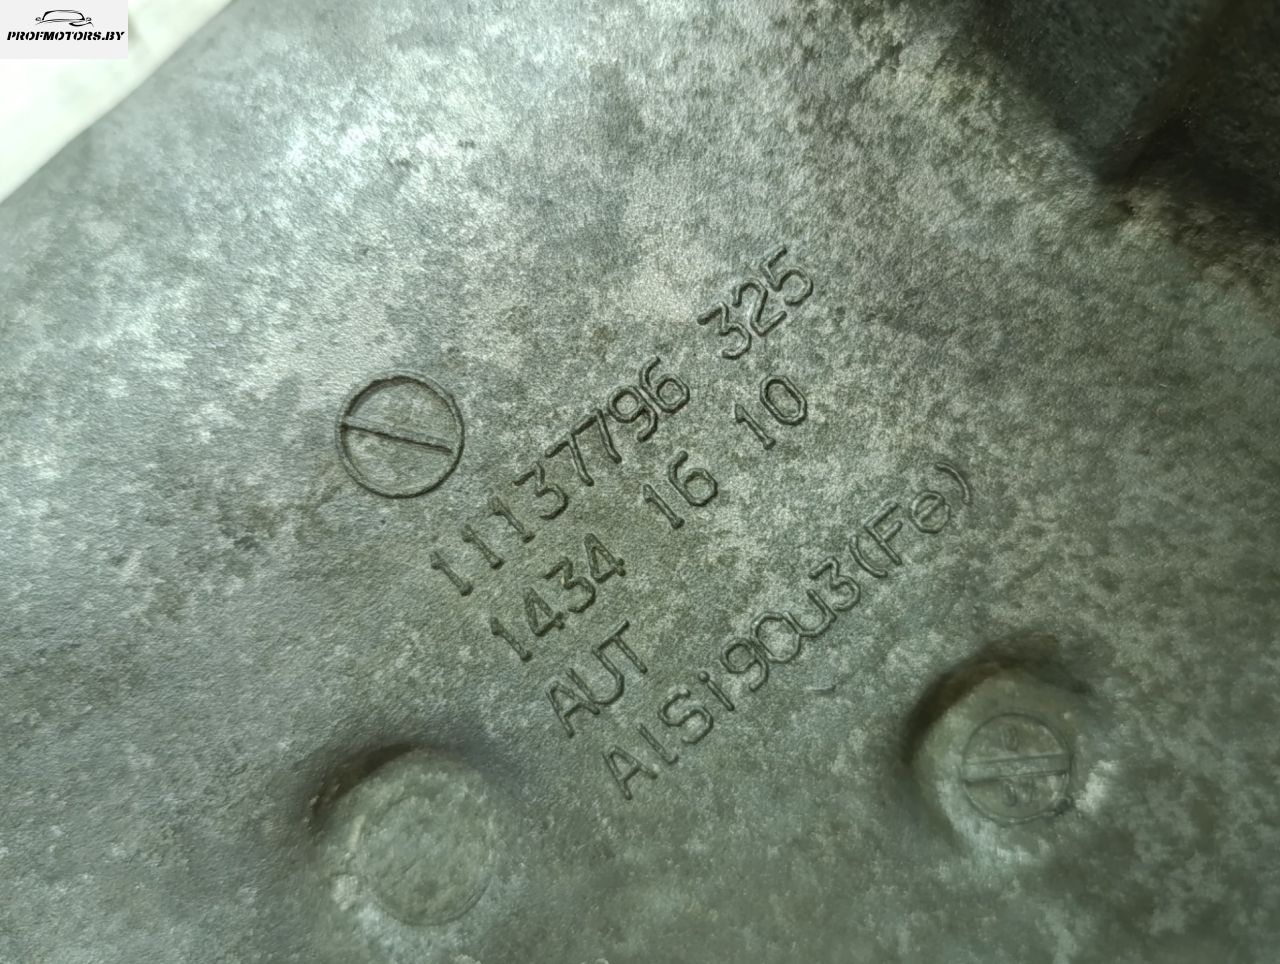 PROFMOTORS.BY
11137796 325
1434 16 10
AUT
AlSi9Cu3(Fe)